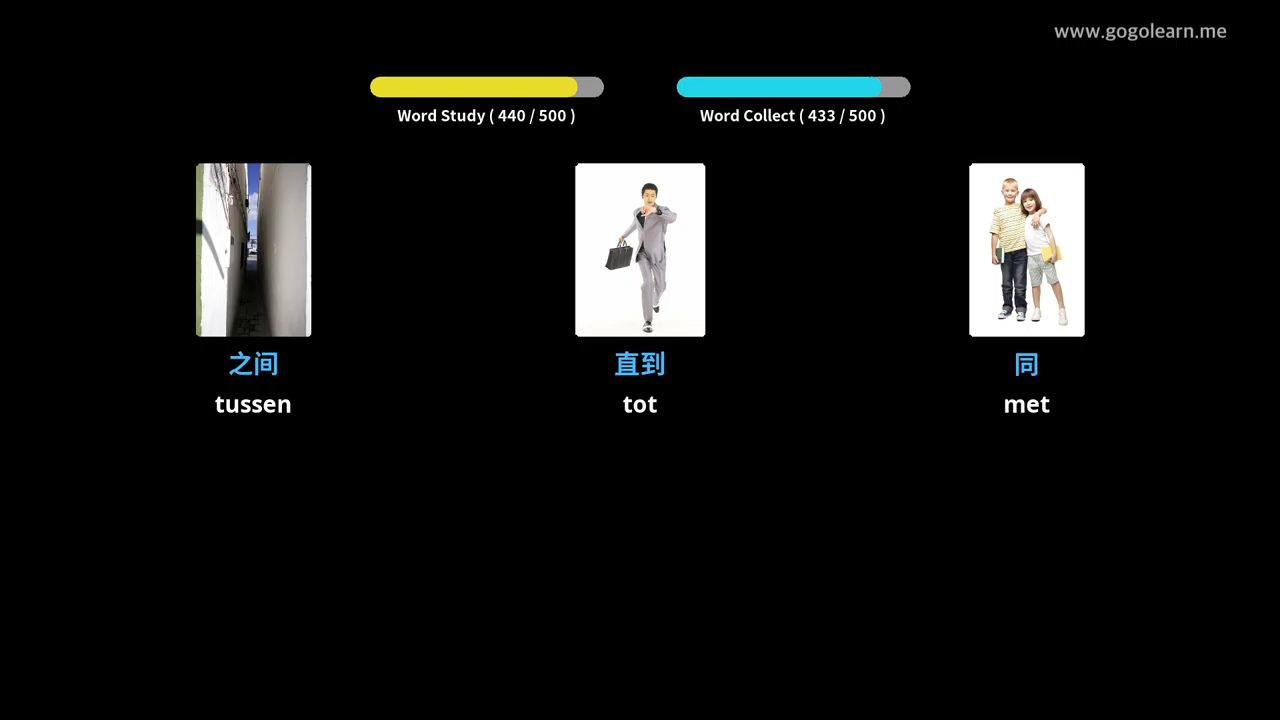 www.gogolearn.me
Word Study ( 440 / 500 )
Word Collect ( 433 / 500 )
之间
直到
同
tussen
tot
met